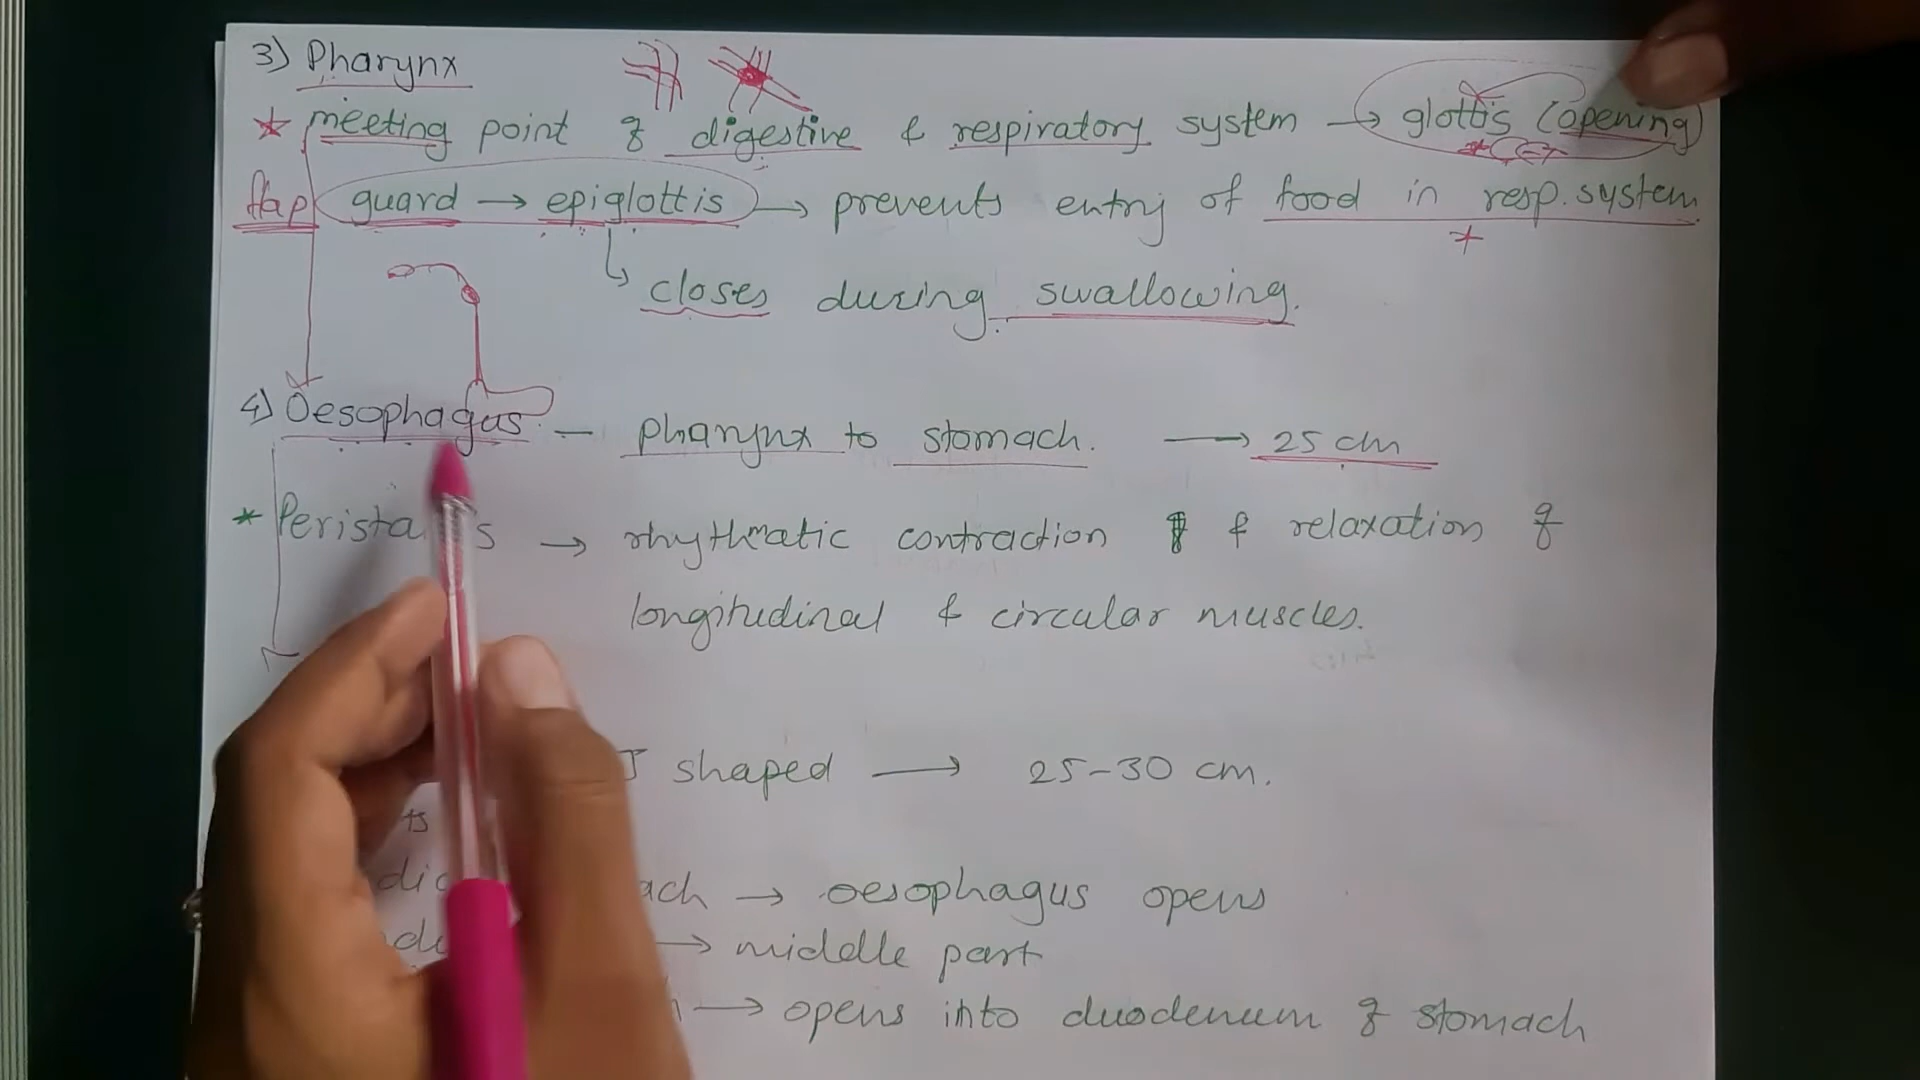 3) Pharynx
* meeting point of digestive & respiratory system → glottis (opening)
* CET
flap guard → epiglottis → prevents entry of food in resp. system
*
↳ closes during swallowing.
4) Oesophagus - pharynx to stomach. → 25 cm
* → rhythmatic contraction & relaxation of
longitudinal & circular muscles.
J shaped → 25-30 cm.
→ oesophagus opens
→ middle part
→ opens into duodenum of stomach